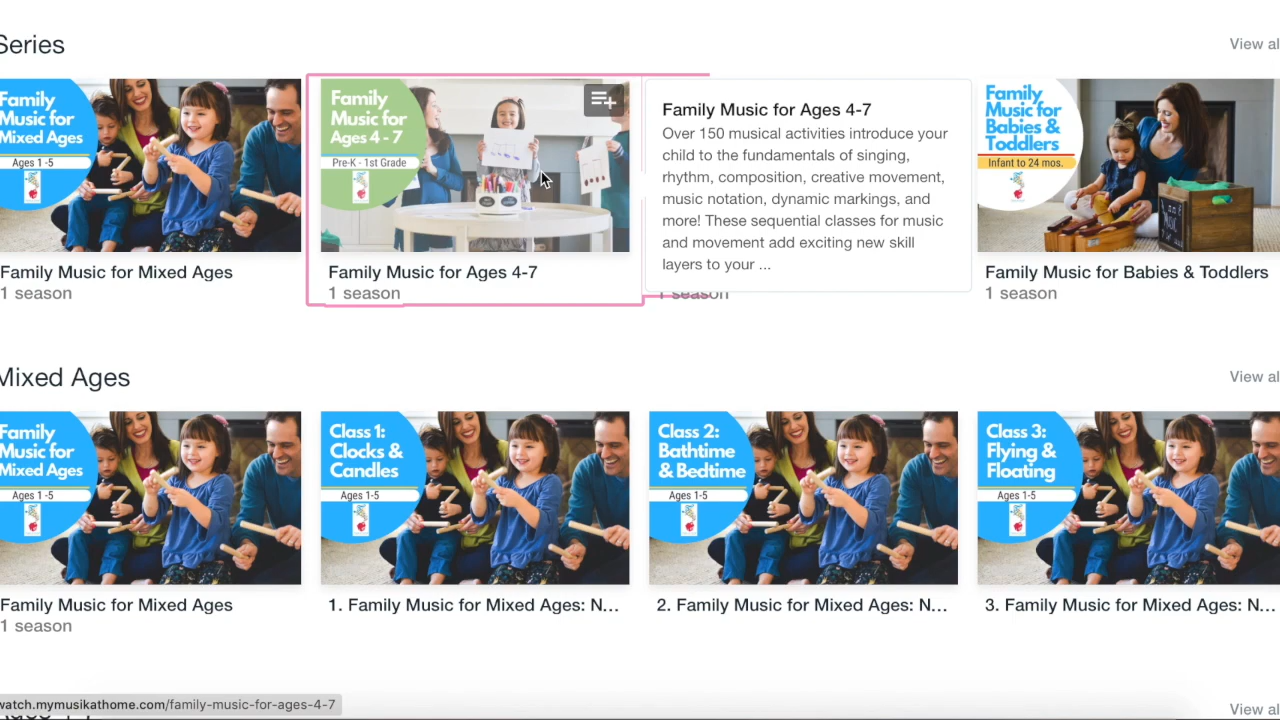 Series
View al
Family
Music for
Mixed Ages
Ages 1 -5
Family Music for Mixed Ages
1 season
Family
Music for
Ages 4 - 7
Pre-K - 1st Grade
Family Music for Ages 4-7
1 season
Family Music for Ages 4-7
Over 150 musical activities introduce your
child to the fundamentals of singing,
rhythm, composition, creative movement,
music notation, dynamic markings, and
more! These sequential classes for music
and movement add exciting new skill
layers to your ...
1 season
Family
Music for
Babies &
Toddlers
Infant to 24 mos.
Family Music for Babies & Toddlers
1 season
Mixed Ages
View al
Family
Music for
Mixed Ages
Ages 1 -5
Family Music for Mixed Ages
1 season
Class 1:
Clocks &
Candles
Ages 1-5
1. Family Music for Mixed Ages: N...
Class 2:
Bathtime
& Bedtime
Ages 1-5
2. Family Music for Mixed Ages: N...
Class 3:
Flying &
Floating
Ages 1-5
3. Family Music for Mixed Ages: N...
watch.mymusikathome.com/family-music-for-ages-4-7
View al